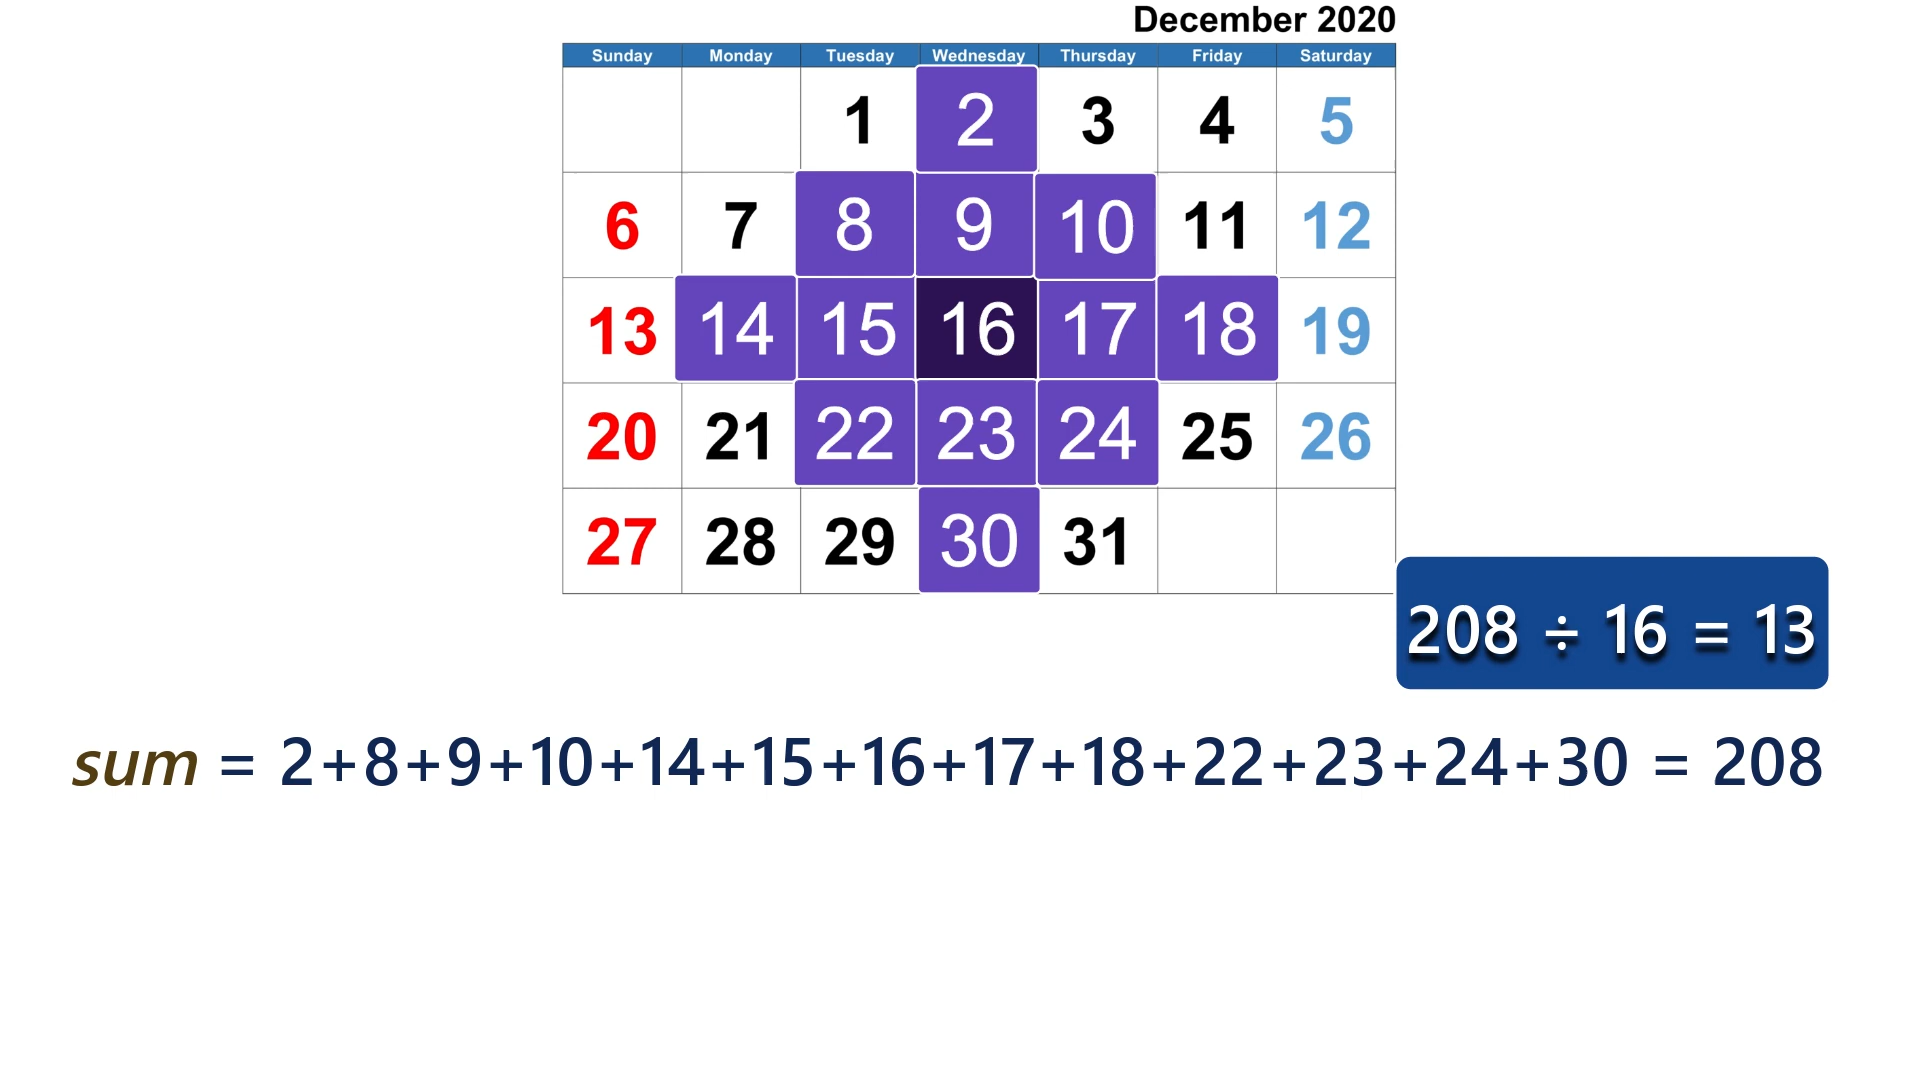 December 2020
Sunday Monday Tuesday Wednesday Thursday Friday Saturday
1 2 3 4 5
6 7 8 9 10 11 12
13 14 15 16 17 18 19
20 21 22 23 24 25 26
27 28 29 30 31
208 ÷ 16 = 13
sum = 2+8+9+10+14+15+16+17+18+22+23+24+30 = 208